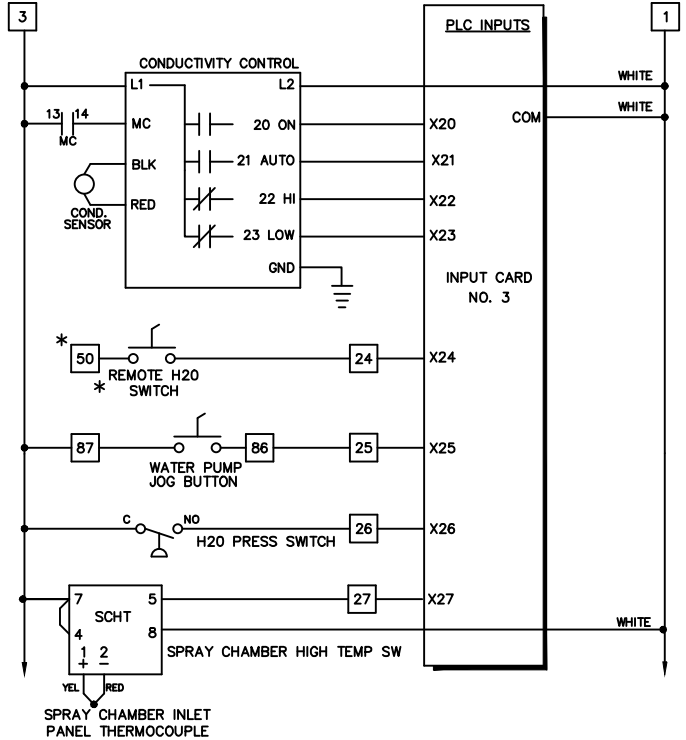 3
1
PLC INPUTS
CONDUCTIVITY CONTROL
L1
L2
WHITE
13
14
MC
MC
20 ON
X20
COM
WHITE
BLK
21 AUTO
X21
RED
22 HI
X22
COND.
SENSOR
23 LOW
X23
GND
INPUT CARD
NO. 3
*
50
24
X24
*
REMOTE H20
SWITCH
87
86
25
X25
WATER PUMP
JOG BUTTON
C
NO
26
X26
H20 PRESS SWITCH
7
5
27
X27
SCHT
4
8
WHITE
1
2
+
−
SPRAY CHAMBER HIGH TEMP SW
YEL
RED
SPRAY CHAMBER INLET
PANEL THERMOCOUPLE